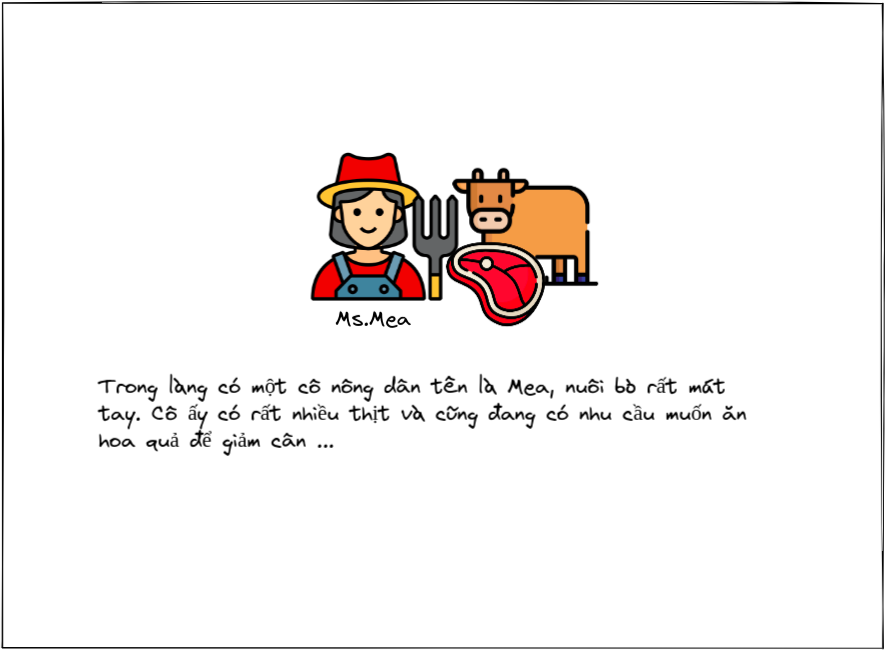 Ms.Mea
Trong làng có một cô nông dân tên là Mea, nuôi bò rất mát
tay. Cô ấy có rất nhiều thịt và cũng đang có nhu cầu muốn ăn
hoa quả để giảm cân ...